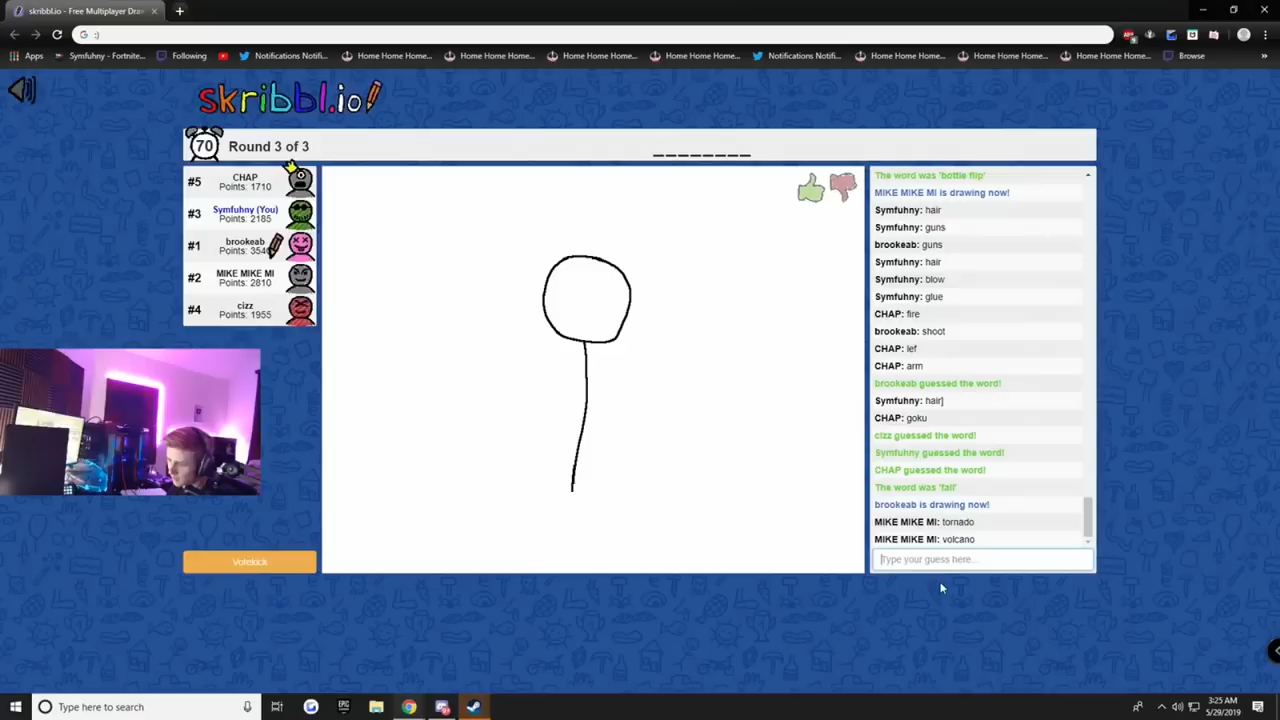 skribbl.io - Free Multiplayer Dra
:)
Apps
Symfuhny - Fortnite...
Following
Notifications Notifi...
Home Home Home...
Home Home Home...
Home Home Home...
Home Home Home...
Notifications Notifi...
Home Home Home...
Home Home Home...
Home Home Home...
Browse
skribbl.io
70
Round 3 of 3
________
#5
CHAP
Points: 1710
#3
Symfuhny (You)
Points: 2185
#1
brookeab
Points: 354
#2
MIKE MIKE MI
Points: 2810
#4
cizz
Points: 1955
Votekick
The word was 'bottle flip'
MIKE MIKE MI is drawing now!
Symfuhny: hair
Symfuhny: guns
brookeab: guns
Symfuhny: hair
Symfuhny: blow
Symfuhny: glue
CHAP: fire
brookeab: shoot
CHAP: lef
CHAP: arm
brookeab guessed the word!
Symfuhny: hair]
CHAP: goku
cizz guessed the word!
Symfuhny guessed the word!
CHAP guessed the word!
The word was 'fall'
brookeab is drawing now!
MIKE MIKE MI: tornado
MIKE MIKE MI: volcano
Type your guess here...
Type here to search
3:25 AM
5/29/2019